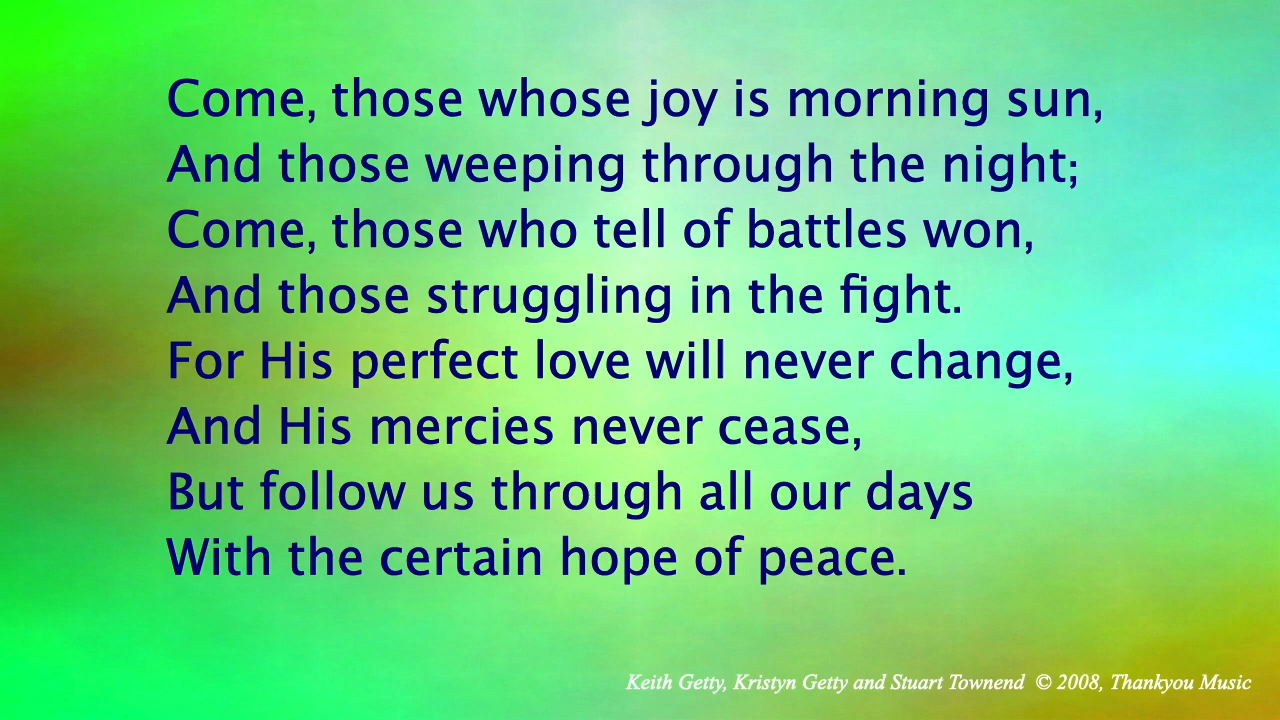 Come, those whose joy is morning sun,
And those weeping through the night;
Come, those who tell of battles won,
And those struggling in the fight.
For His perfect love will never change,
And His mercies never cease,
But follow us through all our days
With the certain hope of peace.
Keith Getty, Kristyn Getty and Stuart Townend © 2008, Thankyou Music